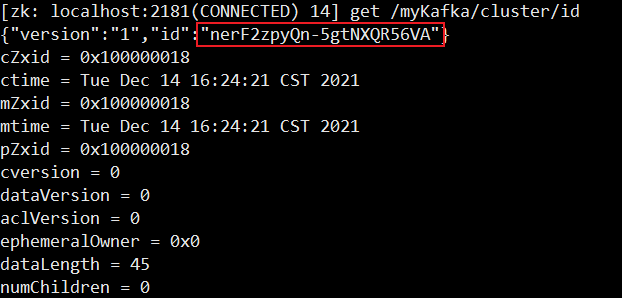 [zk: localhost:2181(CONNECTED) 14] get /myKafka/cluster/id
{"version":"1","id":"nerF2zpyQn-5gtNXQR56VA"}
cZxid = 0x100000018
ctime = Tue Dec 14 16:24:21 CST 2021
mZxid = 0x100000018
mtime = Tue Dec 14 16:24:21 CST 2021
pZxid = 0x100000018
cversion = 0
dataVersion = 0
aclVersion = 0
ephemeralOwner = 0x0
dataLength = 45
numChildren = 0